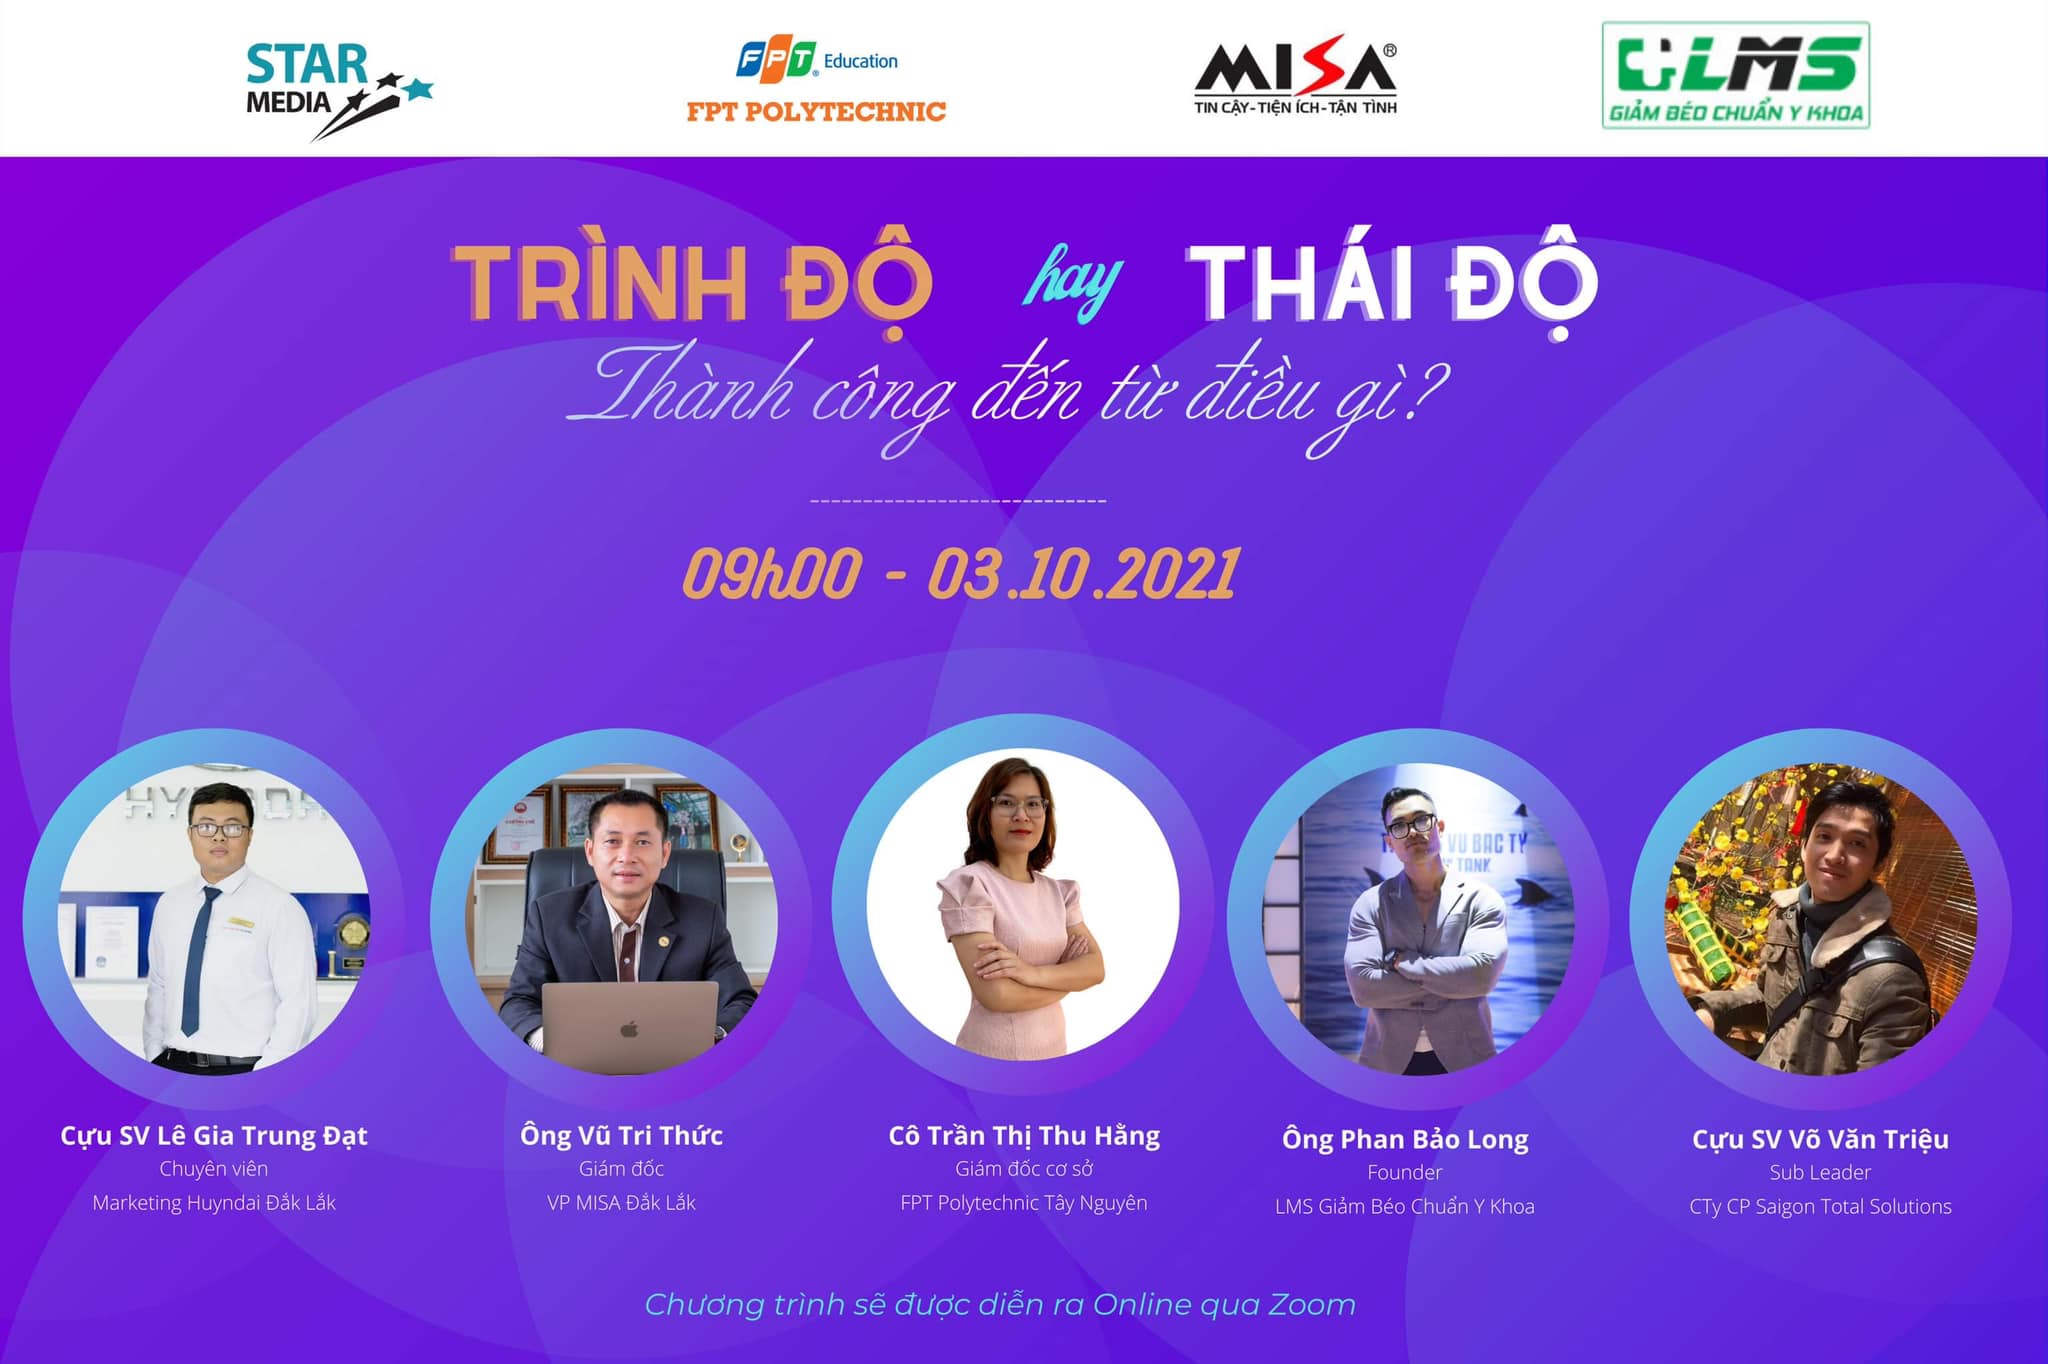 STAR
MEDIA
FPT® Education
FPT POLYTECHNIC
MISA®
TIN CẬY-TIỆN ÍCH-TẬN TÌNH
LMS
GIẢM BÉO CHUẨN Y KHOA
TRÌNH ĐỘ hay THÁI ĐỘ
Thành công đến từ điều gì?
09h00 - 03.10.2021
Cựu SV Lê Gia Trung Đạt
Chuyên viên
Marketing Huyndai Đắk Lắk
Ông Vũ Tri Thức
Giám đốc
VP MISA Đắk Lắk
Cô Trần Thị Thu Hằng
Giám đốc cơ sở
FPT Polytechnic Tây Nguyên
VU BẠC TỶ
TANK
Ông Phan Bảo Long
Founder
LMS Giảm Béo Chuẩn Y Khoa
Cựu SV Võ Văn Triệu
Sub Leader
CTy CP Saigon Total Solutions
Chương trình sẽ được diễn ra Online qua Zoom